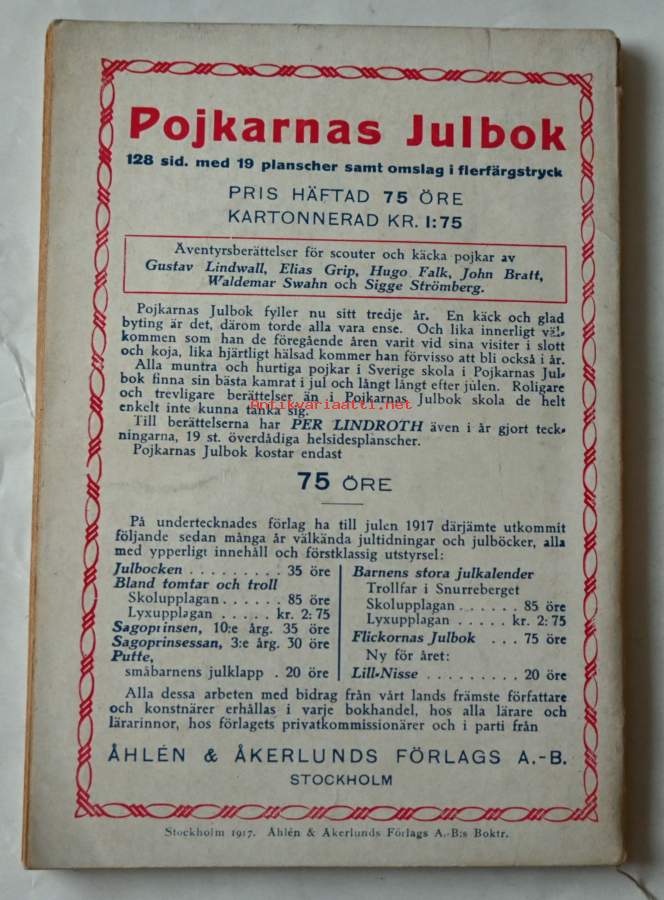 Pojkarnas Julbok
128 sid. med 19 planscher samt omslag i flerfärgstryck
PRIS HÄFTAD 75 ÖRE
KARTONNERAD KR. 1:75
Äventyrsberättelser för scouter och käcka pojkar av
Gustav Lindwall, Elias Grip, Hugo Falk, John Bratt,
Waldemar Swahn och Sigge Strömberg.
Pojkarnas Julbok fyller nu sitt tredje år. En käck och glad
byting är det, därom torde alla vara ense. Och lika innerligt väl-
kommen som han de föregående åren varit vid sina visiter i slott
och koja, lika hjärtligt hälsad kommer han förvisso att bli också i år.
Alla muntra och hurtiga pojkar i Sverige skola i Pojkarnas Jul-
bok finna sin bästa kamrat i jul och långt långt efter julen. Roligare
och trevligare berättelser än i Pojkarnas Julbok skola de helt
enkelt inte kunna tänka sig.
Antikvariaatti.net
Till berättelserna har PER LINDROTH även i år gjort teck-
ningarna, 19 st. överdådiga helsidesplanscher.
Pojkarnas Julbok kostar endast
75 ÖRE
På undertecknades förlag ha till julen 1917 därjämte utkommit
följande sedan många år välkända jultidningar och julböcker, alla
med ypperligt innehåll och förstklassig utstyrsel:
Julbocken . . . . . . . . . 35 öre
Bland tomtar och troll
Skolupplagan . . . . . . 85 öre
Lyxupplagan . . . . . kr. 2:75
Sagoprinsen, 10:e årg. 35 öre
Sagoprinsessan, 3:e årg. 30 öre
Putte,
småbarnens julklapp . 20 öre
Barnens stora julkalender
Trollfar i Snurreberget
Skolupplagan . . . . . . 85 öre
Lyxupplagan . . . . . kr. 2:75
Flickornas Julbok . . . 75 öre
Ny för året:
Lill-Nisse . . . . . . . . . 20 öre
Alla dessa arbeten med bidrag från vårt lands främste författare
och konstnärer erhållas i varje bokhandel, hos alla lärare och
lärarinnor, hos förlagets privatkommissionärer och i parti från
ÅHLÉN & ÅKERLUNDS FÖRLAGS A.-B.
STOCKHOLM
Stockholm 1917. Åhlén & Åkerlunds Förlags A.-B:s Boktr.